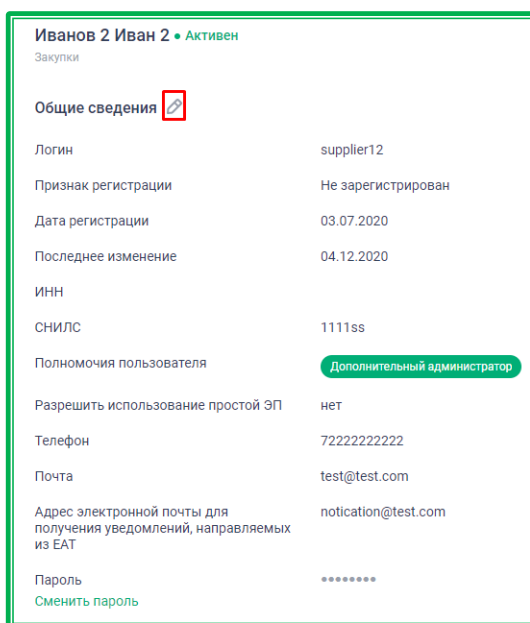 Иванов 2 Иван 2 • Активен
Закупки
Общие сведения
Логин supplier12
Признак регистрации Не зарегистрирован
Дата регистрации 03.07.2020
Последнее изменение 04.12.2020
ИНН
СНИЛС 1111ss
Полномочия пользователя Дополнительный администратор
Разрешить использование простой ЭП нет
Телефон 72222222222
Почта test@test.com
Адрес электронной почты для notication@test.com
получения уведомлений, направляемых
из ЕАТ
Пароль ••••••••
Сменить пароль